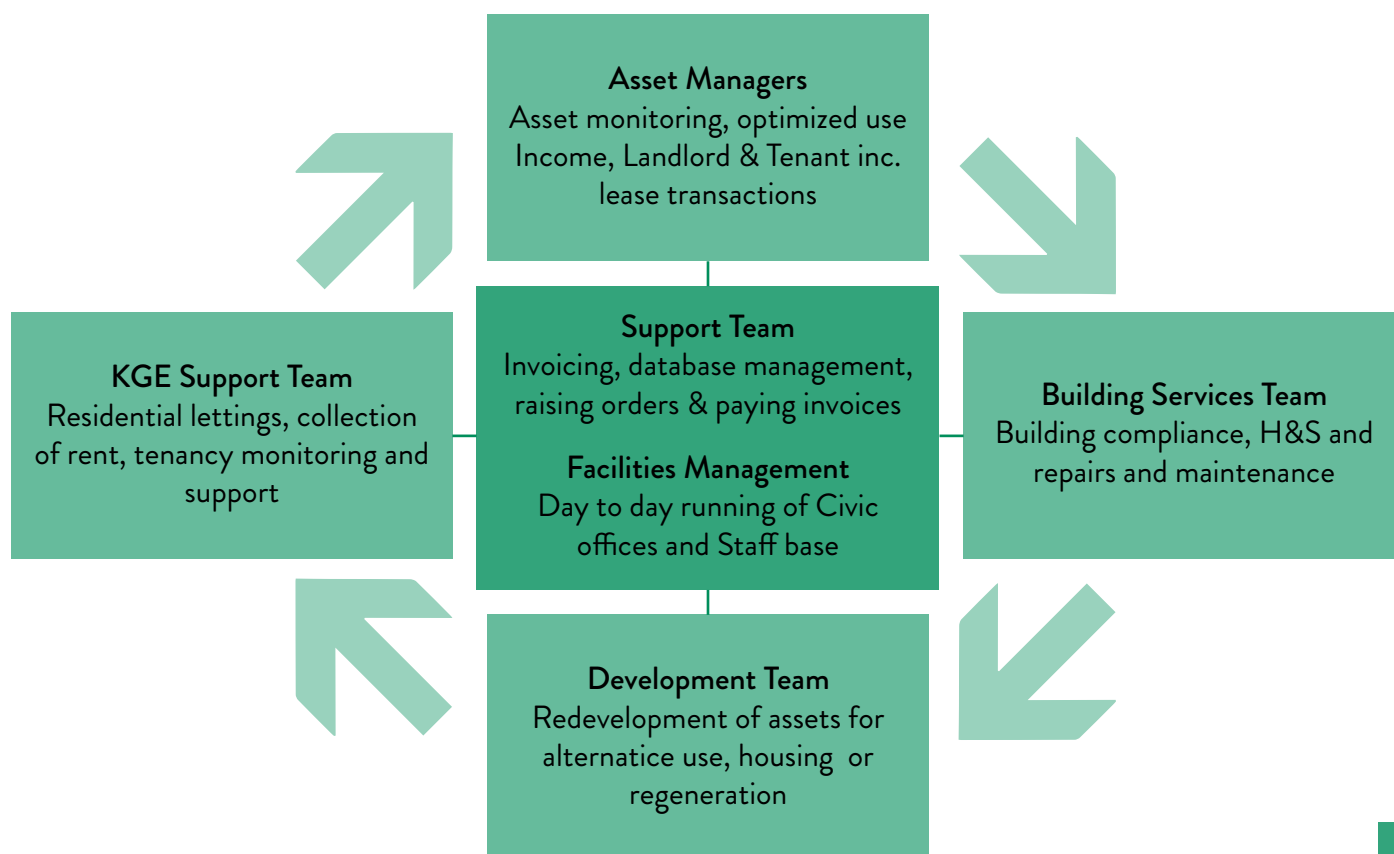 Asset Managers
Asset monitoring, optimized use
Income, Landlord & Tenant inc.
lease transactions
KGE Support Team
Residential lettings, collection
of rent, tenancy monitoring and
support
Support Team
Invoicing, database management,
raising orders & paying invoices
Facilities Management
Day to day running of Civic
offices and Staff base
Building Services Team
Building compliance, H&S and
repairs and maintenance
Development Team
Redevelopment of assets for
alternatice use, housing or
regeneration